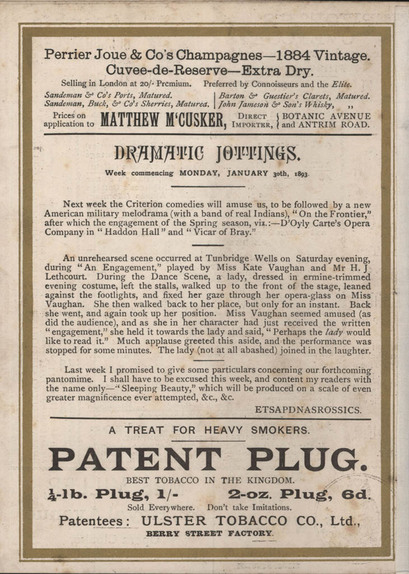 Perrier Joue & Co's Champagnes—1884 Vintage.
Cuvee-de-Reserve—Extra Dry.
Selling in London at 20/- Premium. Preferred by Connoisseurs and the Elite.
Sandeman & Co's Ports, Matured. Barton & Guestier's Clarets, Matured.
Sandeman, Buck, & Co's Sherries, Matured. John Jameson & Son's Whisky, ,,
Prices on application to MATTHEW McCUSKER, Direct Importer, BOTANIC AVENUE and ANTRIM ROAD.
DRAMATIC JOTTINGS.
Week commencing MONDAY, JANUARY 30th, 1893.
Next week the Criterion comedies will amuse us, to be followed by a new
American military melodrama (with a band of real Indians), "On the Frontier,"
after which the engagement of the Spring season, viz.:—D'Oyly Carte's Opera
Company in "Haddon Hall" and "Vicar of Bray."
An unrehearsed scene occurred at Tunbridge Wells on Saturday evening,
during "An Engagement," played by Miss Kate Vaughan and Mr H. J
Lethcourt. During the Dance Scene, a lady, dressed in ermine-trimmed
evening costume, left the stalls, walked up to the front of the stage, leaned
against the footlights, and fixed her gaze through her opera-glass on Miss
Vaughan. She then walked back to her place, but only for an instant. Back
she went, and again took up her position. Miss Vaughan seemed amused (as
did the audience), and as she in her character had just received the written
"engagement," she held it towards the lady and said, "Perhaps the lady would
like to read it." Much applause greeted this aside, and the performance was
stopped for some minutes. The lady (not at all abashed) joined in the laughter.
Last week I promised to give some particulars concerning our forthcoming
pantomime. I shall have to be excused this week, and content my readers with
the name only—"Sleeping Beauty," which will be produced on a scale of even
greater magnificence ever attempted, &c., &c.
ETSAPDNASROSSICS.
A TREAT FOR HEAVY SMOKERS.
PATENT PLUG.
BEST TOBACCO IN THE KINGDOM.
¼-lb. Plug, 1/- 2-oz. Plug, 6d.
Sold Everywhere. Don't take Imitations.
Patentees: ULSTER TOBACCO CO., Ltd.,
BERRY STREET FACTORY.